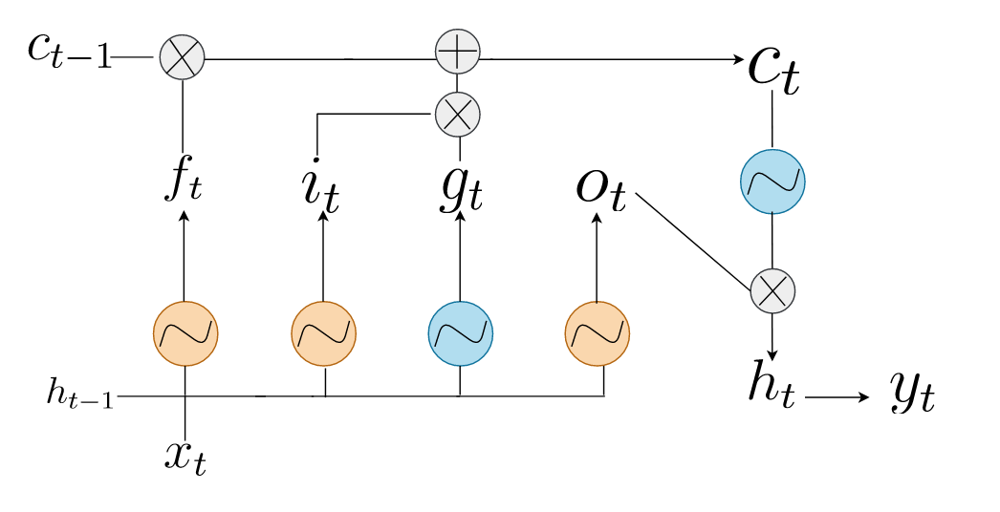 c_{t-1}
c_t
f_t
i_t
g_t
o_t
h_{t-1}
h_t
y_t
x_t